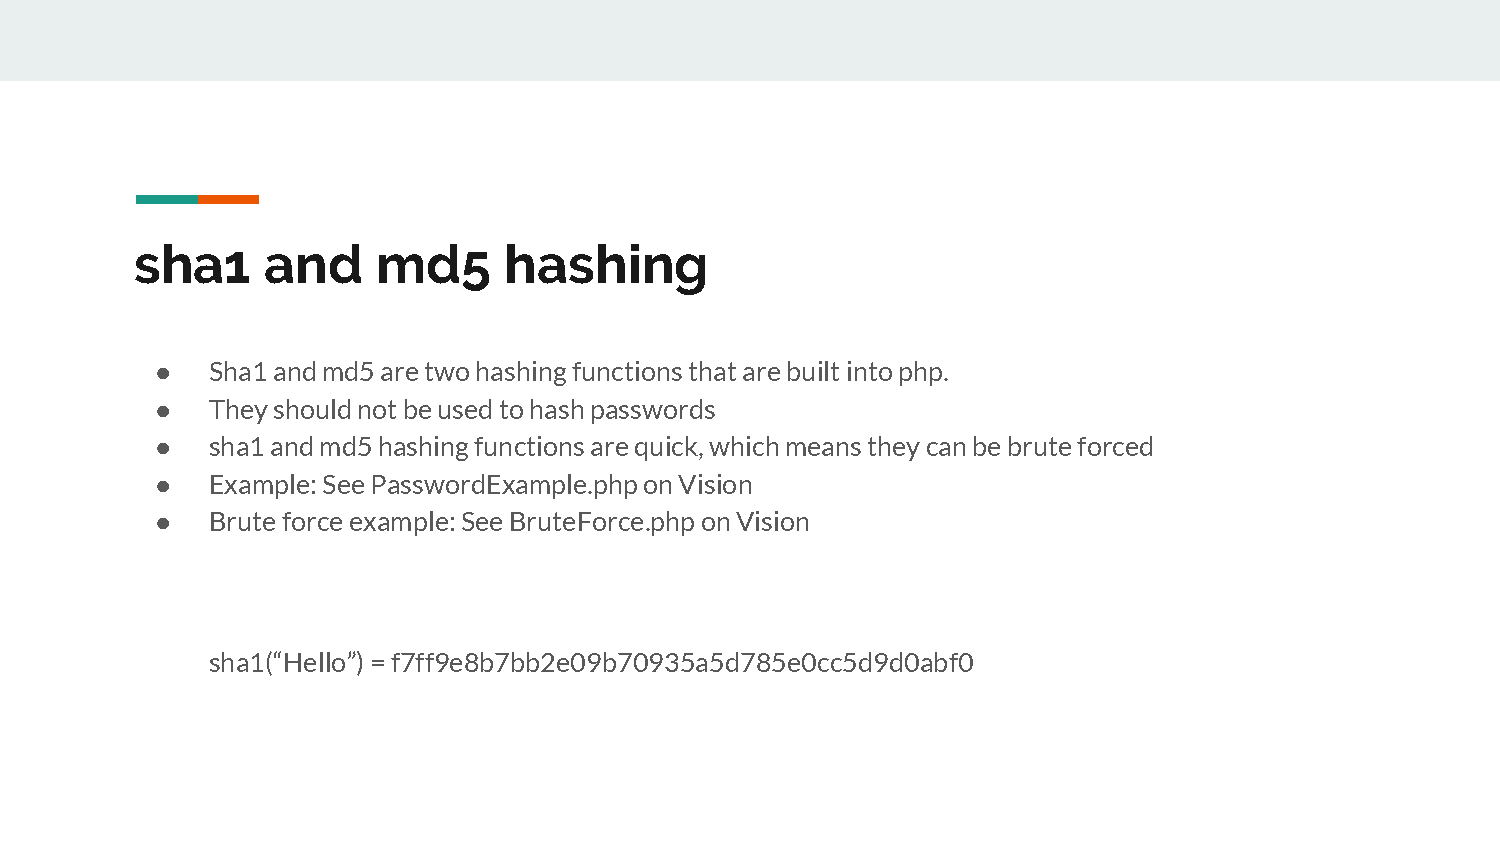 sha1 and md5 hashing
● Sha1 and md5 are two hashing functions that are built into php.
● They should not be used to hash passwords
● sha1 and md5 hashing functions are quick, which means they can be brute forced
● Example: See PasswordExample.php on Vision
● Brute force example: See BruteForce.php on Vision
sha1(“Hello”) = f7ff9e8b7bb2e09b70935a5d785e0cc5d9d0abf0